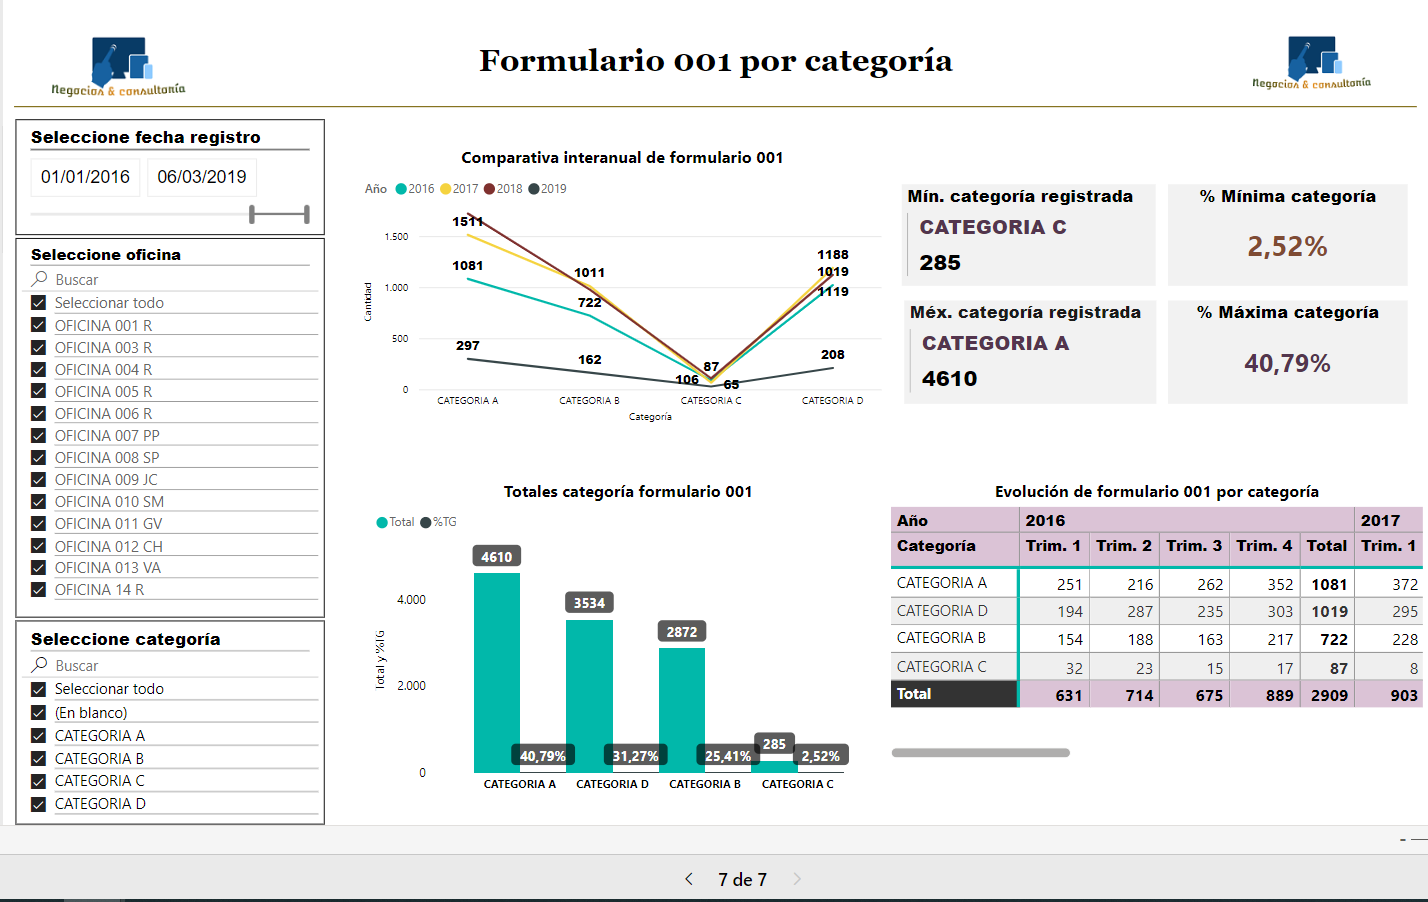 Negocios & consultoría
Formulario 001 por categoría
Negocios & consultoría
Seleccione fecha registro
01/01/2016 06/03/2019
Seleccione oficina
Buscar
Seleccionar todo
OFICINA 001 R
OFICINA 003 R
OFICINA 004 R
OFICINA 005 R
OFICINA 006 R
OFICINA 007 PP
OFICINA 008 SP
OFICINA 009 JC
OFICINA 010 SM
OFICINA 011 GV
OFICINA 012 CH
OFICINA 013 VA
OFICINA 14 R
Seleccione categoría
Buscar
Seleccionar todo
(En blanco)
CATEGORIA A
CATEGORIA B
CATEGORIA C
CATEGORIA D
Comparativa interanual de formulario 001
Año 2016 2017 2018 2019
Cantidad
1.500
1.000
500
0
1511
1081
297
1011
722
162
87
106
65
1188
1019
1119
208
CATEGORIA A CATEGORIA B CATEGORIA C CATEGORIA D
Categoría
Mín. categoría registrada
CATEGORIA C
285
% Mínima categoría
2,52%
Méx. categoría registrada
CATEGORIA A
4610
% Máxima categoría
40,79%
Totales categoría formulario 001
Total %TG
Total y %TG
4.000
2.000
0
4610
3534
2872
285
40,79% 31,27% 25,41% 2,52%
CATEGORIA A CATEGORIA D CATEGORIA B CATEGORIA C
Evolución de formulario 001 por categoría
Año 2016 2017
Categoría Trim. 1 Trim. 2 Trim. 3 Trim. 4 Total Trim. 1
CATEGORIA A 251 216 262 352 1081 372
CATEGORIA D 194 287 235 303 1019 295
CATEGORIA B 154 188 163 217 722 228
CATEGORIA C 32 23 15 17 87 8
Total 631 714 675 889 2909 903
7 de 7